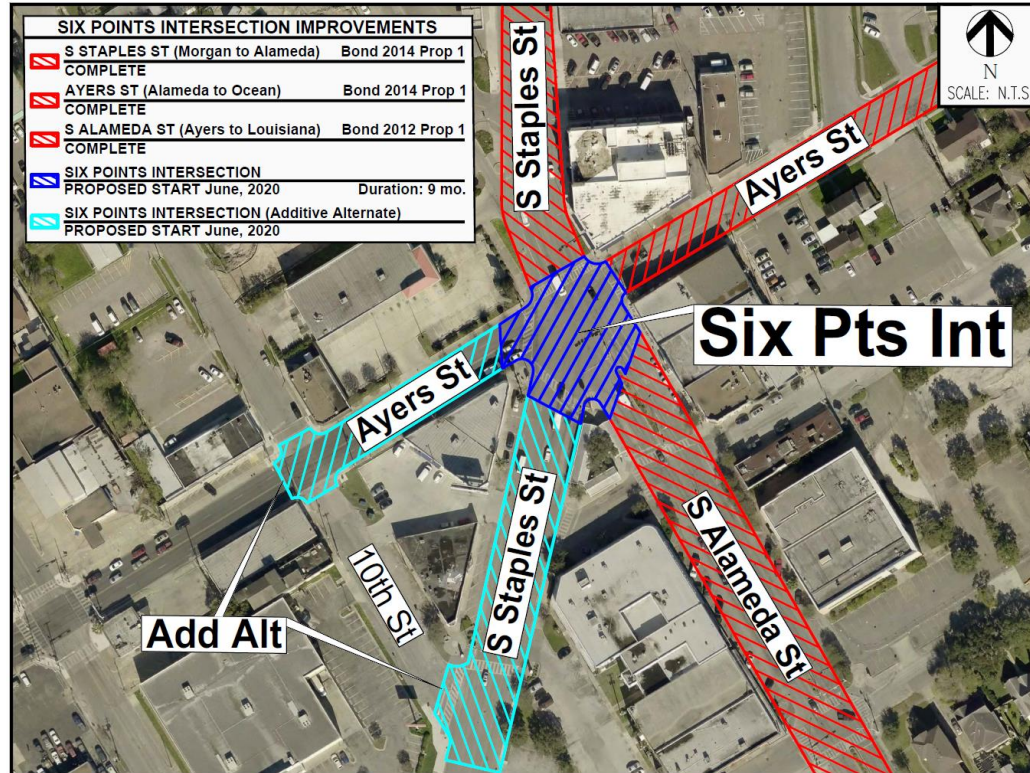 SIX POINTS INTERSECTION IMPROVEMENTS
S STAPLES ST (Morgan to Alameda) Bond 2014 Prop 1
COMPLETE
AYERS ST (Alameda to Ocean) Bond 2014 Prop 1
COMPLETE
S ALAMEDA ST (Ayers to Louisiana) Bond 2012 Prop 1
COMPLETE
SIX POINTS INTERSECTION
PROPOSED START June, 2020 Duration: 9 mo.
SIX POINTS INTERSECTION (Additive Alternate)
PROPOSED START June, 2020
N
SCALE: N.T.S
S Staples St
Ayers St
Six Pts Int
Ayers St
S Staples St
S Alameda St
10th St
Add Alt